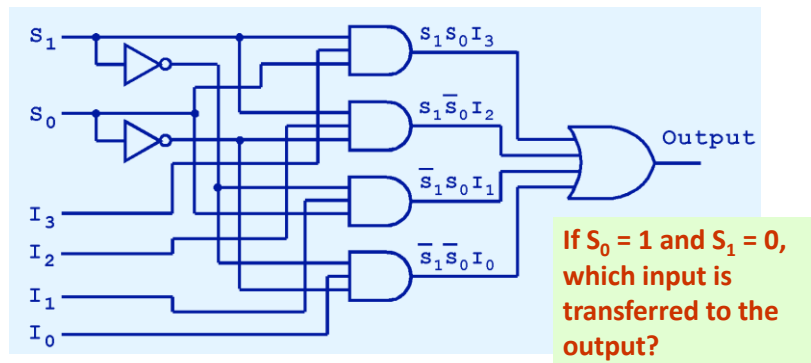 S₁
S₀
I₃
I₂
I₁
I₀
s₁s₀I₃
s₁s̅₀I₂
s̅₁s₀I₁
s̅₁s̅₀I₀
Output
If S₀ = 1 and S₁ = 0,
which input is
transferred to the
output?